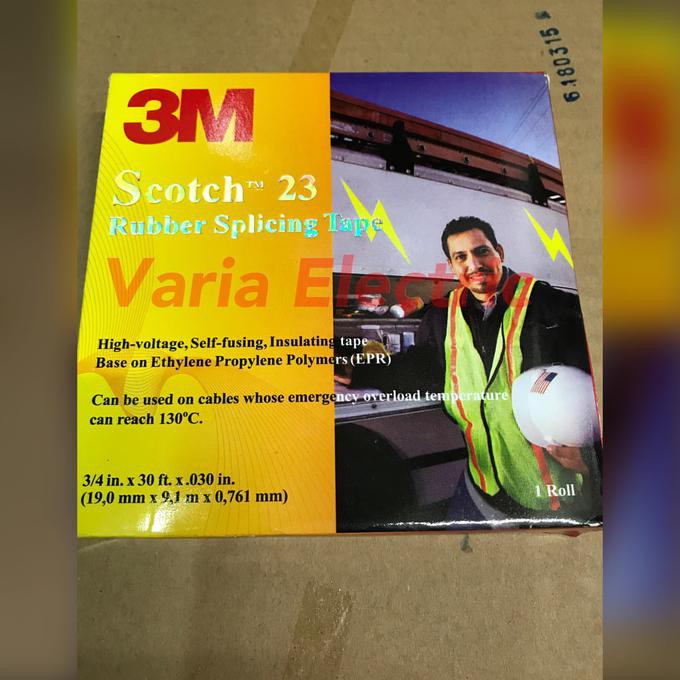 6180315
3M
Scotch™ 23
Rubber Splicing Tape
Varia Electric
High-voltage, Self-fusing, Insulating tape
Base on Ethylene Propylene Polymers (EPR)
Can be used on cables whose emergency overload temperature
can reach 130ºC.
3/4 in. x 30 ft. x .030 in.
(19,0 mm x 9,1 m x 0,761 mm)
1 Roll